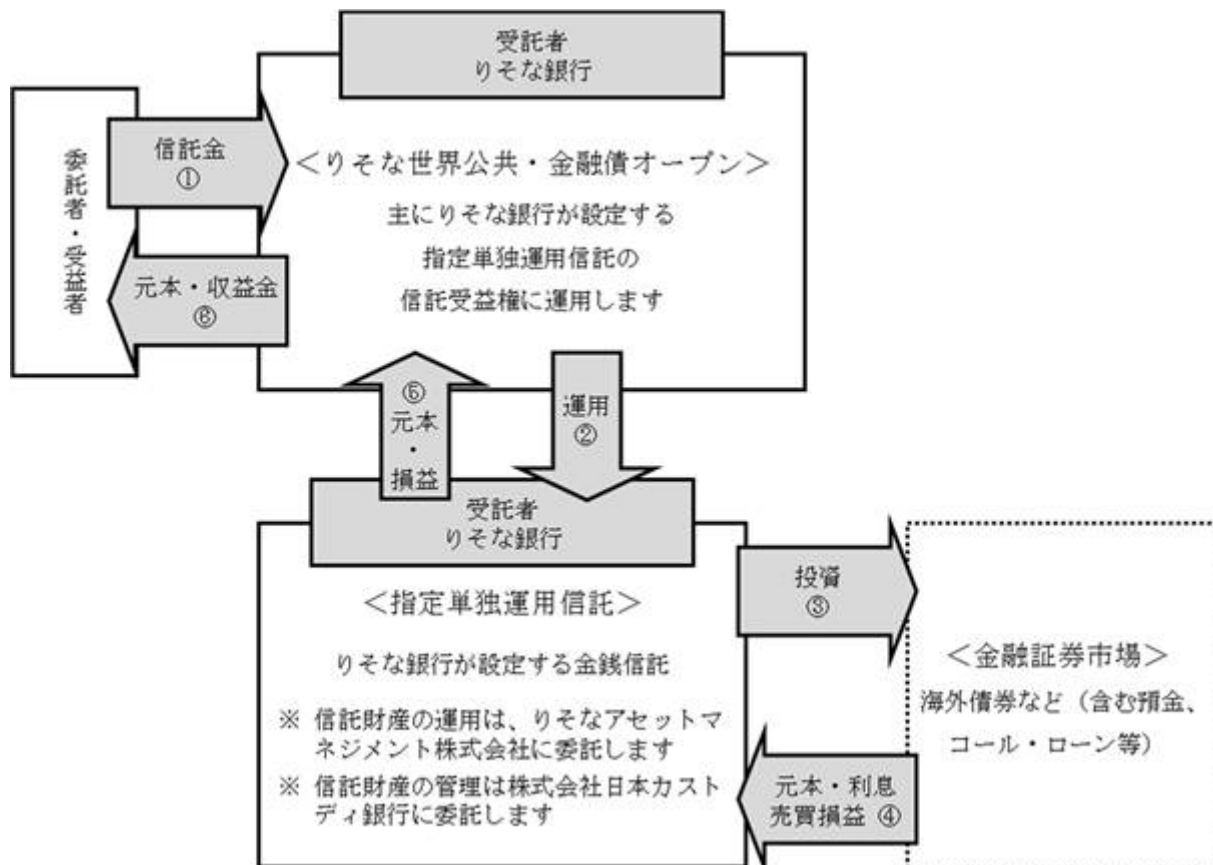 受託者
りそな銀行
委託者・受益者
信託金
①
＜りそな世界公共・金融債オープン＞
主にりそな銀行が設定する
指定単独運用信託の
信託受益権に運用します
元本・収益金
⑥
⑤
元本
・
損益
運用
②
受託者
りそな銀行
＜指定単独運用信託＞
りそな銀行が設定する金銭信託
※ 信託財産の運用は、りそなアセットマ
ネジメント株式会社に委託します
※ 信託財産の管理は株式会社日本カスト
ディ銀行に委託します
投資
③
＜金融証券市場＞
海外債券など（含む預金、
コール・ローン等）
元本・利息
売買損益 ④